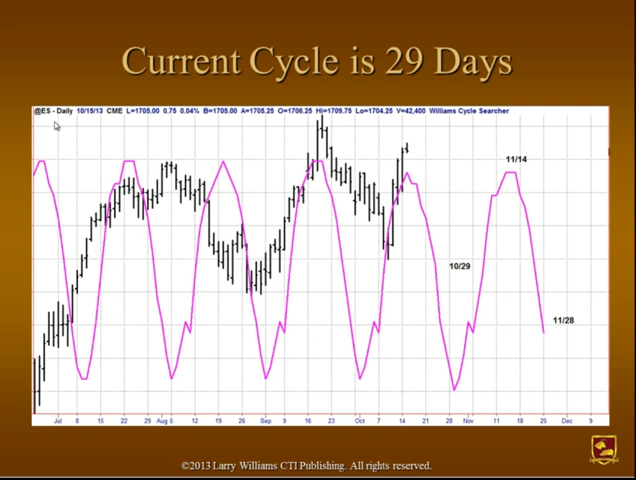 Current Cycle is 29 Days
@ES - Daily 10/15/13 CME L=1705.00 0.75 0.04% B=1705.00 A=1705.25 O=1706.25 Hi=1709.75 Lo=1704.25 V=42,400 Williams Cycle Searcher
11/14
10/29
11/28
Jul 8 15 22 29 Aug 5 12 19 26 Sep 9 16 23 Oct 7 14 21 28 Nov 11 18 25 Dec 9
©2013 Larry Williams CTI Publishing. All rights reserved.